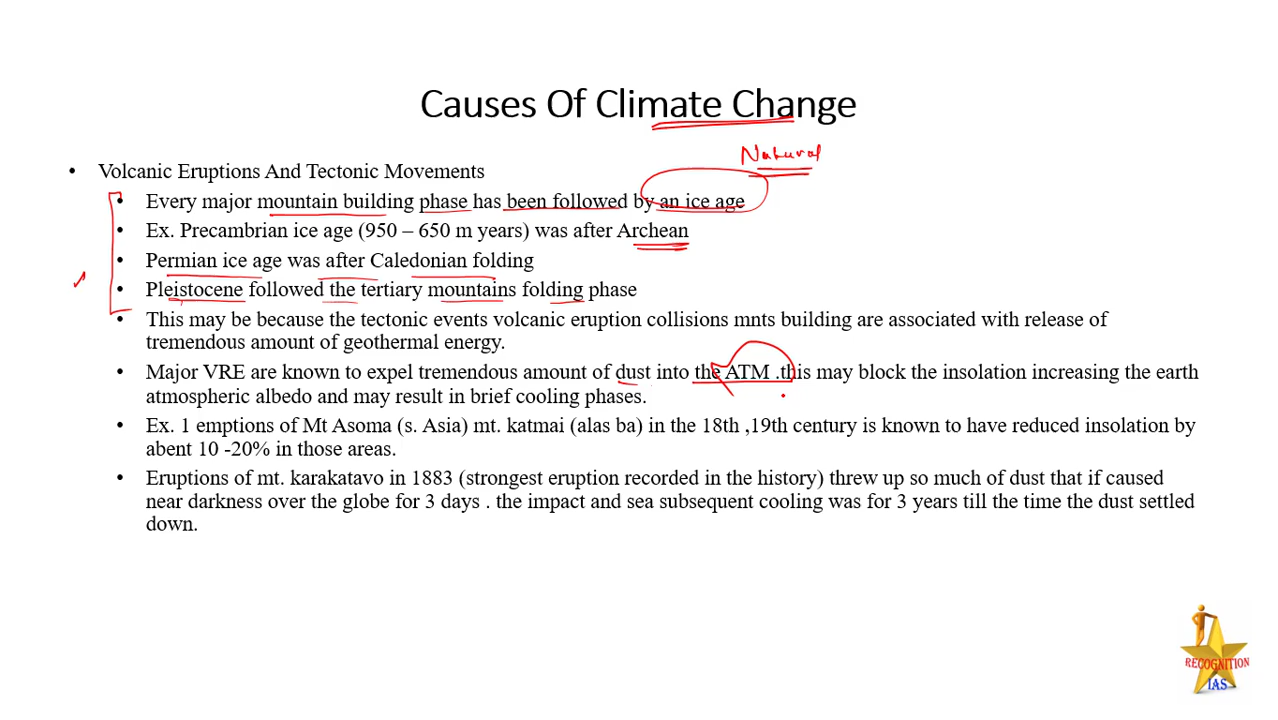 Causes Of Climate Change
Natural
• Volcanic Eruptions And Tectonic Movements
• Every major mountain building phase has been followed by an ice age
• Ex. Precambrian ice age (950 – 650 m years) was after Archean
• Permian ice age was after Caledonian folding
• Pleistocene followed the tertiary mountains folding phase
• This may be because the tectonic events volcanic eruption collisions mnts building are associated with release of
tremendous amount of geothermal energy.
• Major VRE are known to expel tremendous amount of dust into the ATM .this may block the insolation increasing the earth
atmospheric albedo and may result in brief cooling phases.
• Ex. 1 emptions of Mt Asoma (s. Asia) mt. katmai (alas ba) in the 18th ,19th century is known to have reduced insolation by
abent 10 -20% in those areas.
• Eruptions of mt. karakatavo in 1883 (strongest eruption recorded in the history) threw up so much of dust that if caused
near darkness over the globe for 3 days . the impact and sea subsequent cooling was for 3 years till the time the dust settled
down.
RECOGNITION
IAS